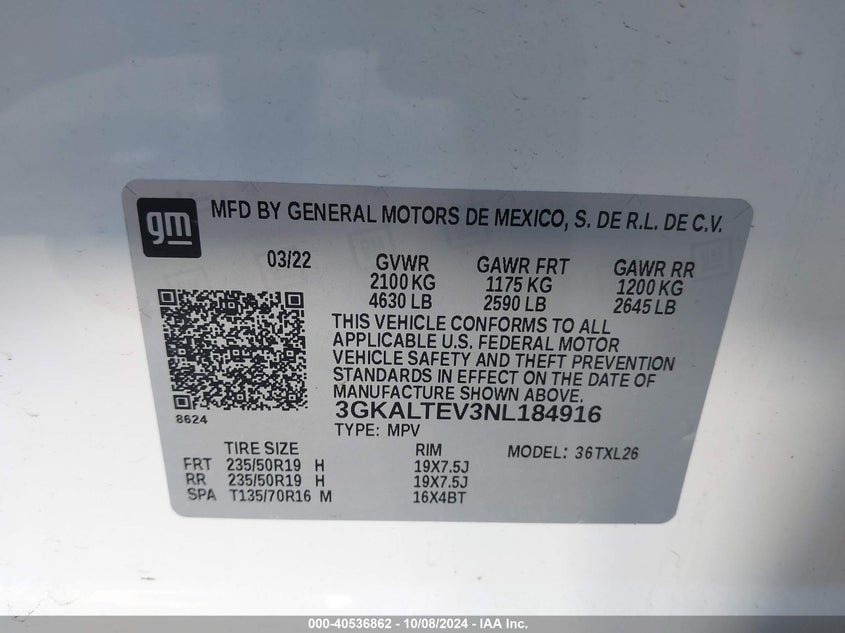 gm MFD BY GENERAL MOTORS DE MEXICO, S. DE R.L. DE C.V.
03/22 GVWR GAWR FRT GAWR RR
2100 KG 1175 KG 1200 KG
4630 LB 2590 LB 2645 LB
THIS VEHICLE CONFORMS TO ALL
APPLICABLE U.S. FEDERAL MOTOR
VEHICLE SAFETY AND THEFT PREVENTION
STANDARDS IN EFFECT ON THE DATE OF
MANUFACTURE SHOWN ABOVE.
8624 3GKALTEV3NL184916
TYPE: MPV
TIRE SIZE RIM MODEL: 36TXL26
FRT 235/50R19 H 19X7.5J
RR 235/50R19 H 19X7.5J
SPA T135/70R16 M 16X4BT
000-40536862 - 10/08/2024 - IAA Inc.